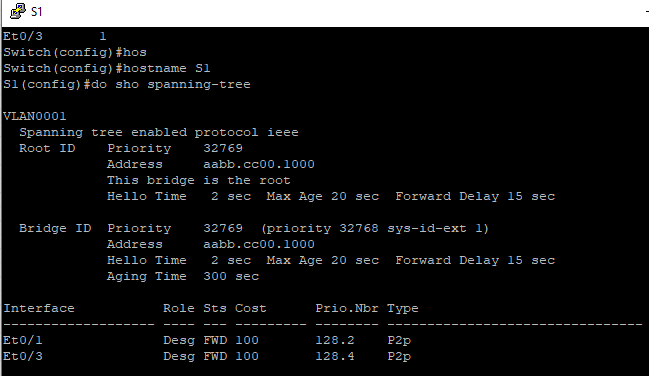 S1
Et0/3       1
Switch(config)#hos
Switch(config)#hostname S1
S1(config)#do sho spanning-tree
VLAN0001
  Spanning tree enabled protocol ieee
  Root ID    Priority    32769
             Address     aabb.cc00.1000
             This bridge is the root
             Hello Time   2 sec  Max Age 20 sec  Forward Delay 15 sec
  Bridge ID  Priority    32769  (priority 32768 sys-id-ext 1)
             Address     aabb.cc00.1000
             Hello Time   2 sec  Max Age 20 sec  Forward Delay 15 sec
             Aging Time  300 sec
Interface           Role Sts Cost      Prio.Nbr Type
------------------- ---- --- --------- -------- --------------------------------
Et0/1               Desg FWD 100       128.2    P2p
Et0/3               Desg FWD 100       128.4    P2p